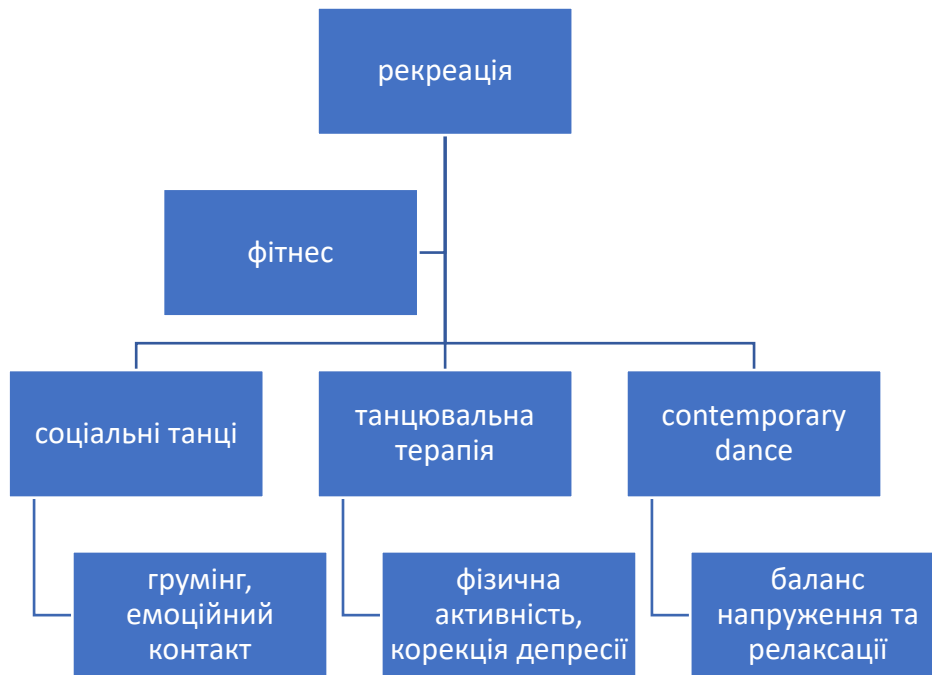 рекреація
фітнес
соціальні танці
танцювальна
терапія
contemporary
dance
грумінг,
емоційний
контакт
фізична
активність,
корекція депресії
баланс
напруження та
релаксації